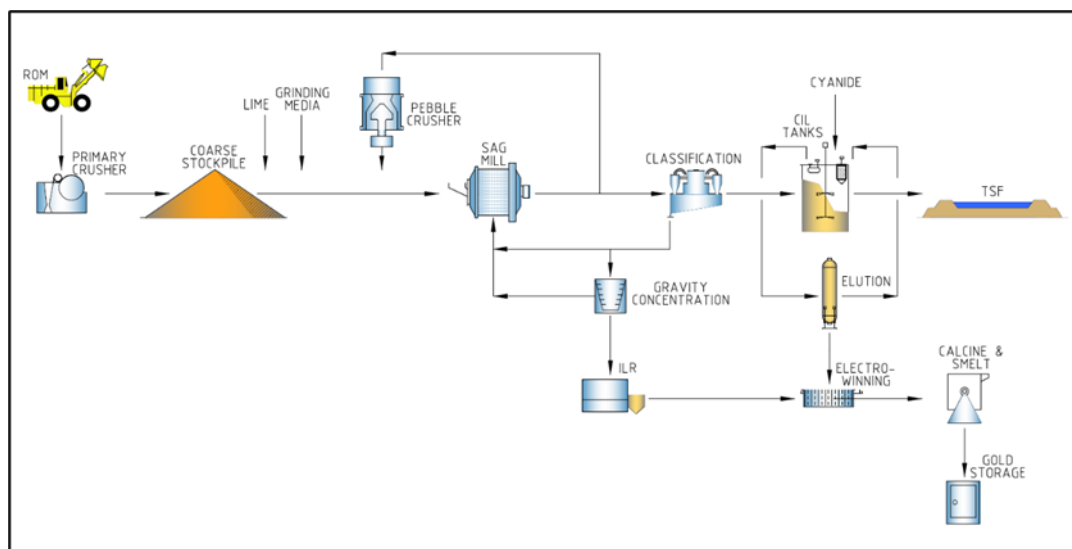 ROM
PRIMARY
CRUSHER
COARSE
STOCKPILE
LIME
GRINDING
MEDIA
PEBBLE
CRUSHER
SAG
MILL
CLASSIFICATION
CYANIDE
CIL
TANKS
TSF
GRAVITY
CONCENTRATION
ELUTION
ILR
ELECTRO-
WINNING
CALCINE &
SMELT
GOLD
STORAGE